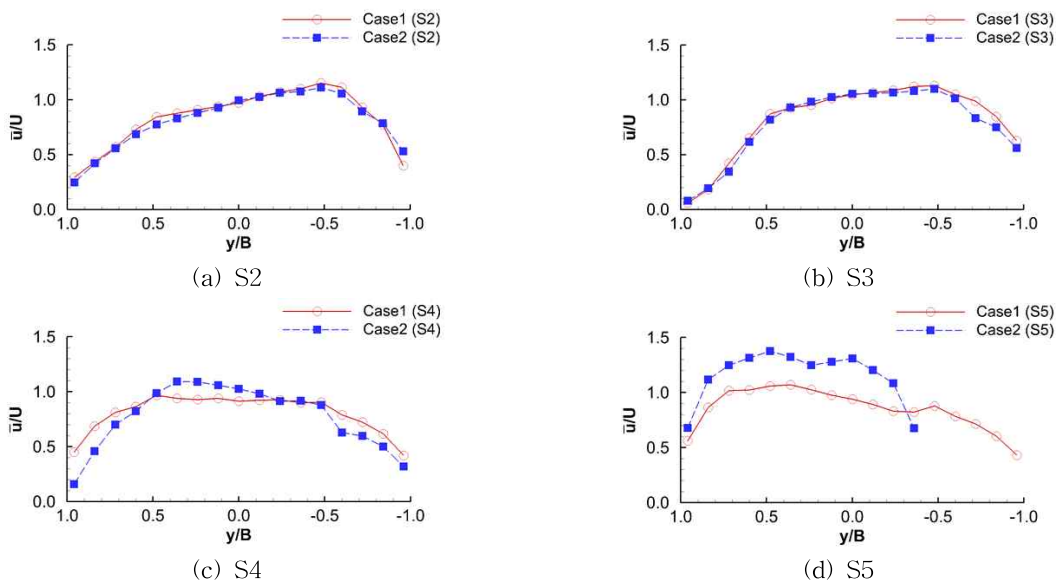 Case1 (S2)
Case2 (S2)
1.5
1.0
0.5
0.0
u̅/U
1.0 0.5 0.0 -0.5 -1.0
y/B
(a) S2
Case1 (S3)
Case2 (S3)
1.5
1.0
0.5
0.0
u̅/U
1.0 0.5 0.0 -0.5 -1.0
y/B
(b) S3
Case1 (S4)
Case2 (S4)
1.5
1.0
0.5
0.0
u̅/U
1.0 0.5 0.0 -0.5 -1.0
y/B
(c) S4
Case1 (S5)
Case2 (S5)
1.5
1.0
0.5
0.0
u̅/U
1.0 0.5 0.0 -0.5 -1.0
y/B
(d) S5